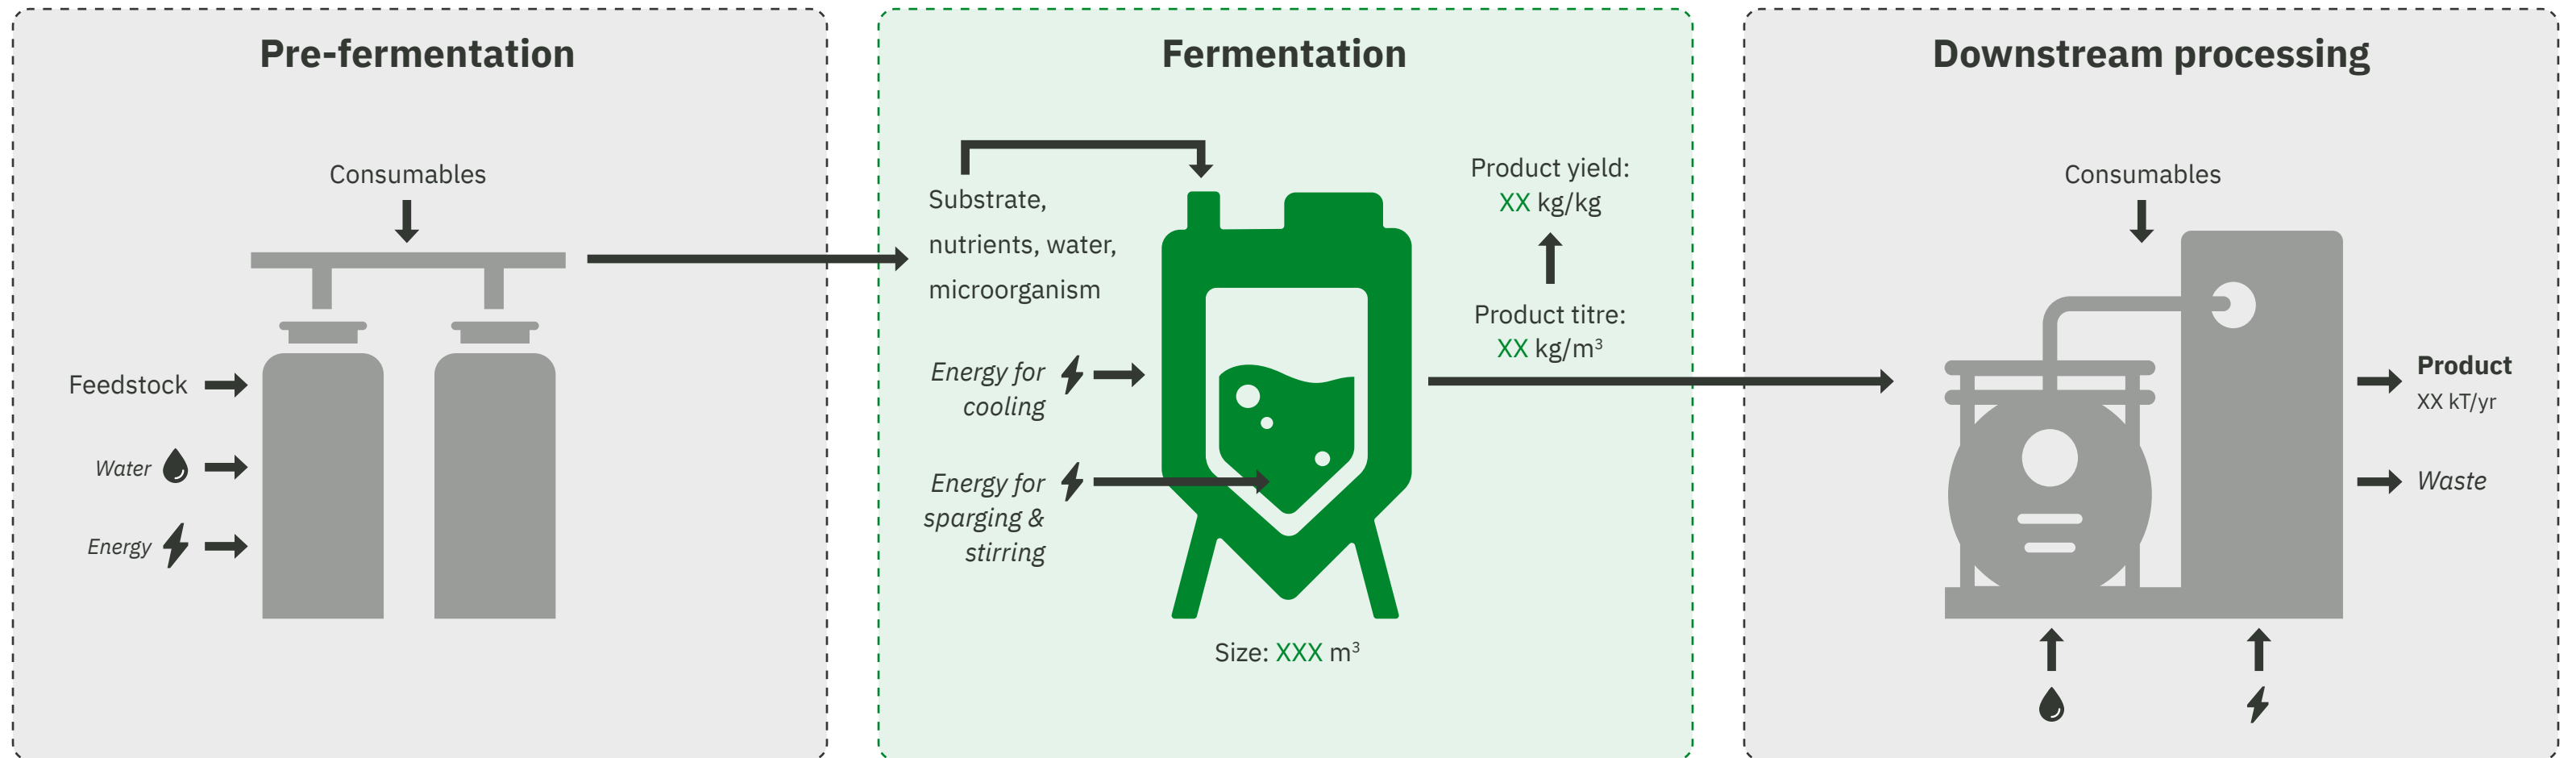 Pre-fermentation
Consumables
Feedstock
Water
Energy
Fermentation
Substrate,
nutrients, water,
microorganism
Energy for
cooling
Energy for
sparging &
stirring
Product yield:
XX kg/kg
Product titre:
XX kg/m³
Size: XXX m³
Downstream processing
Consumables
Product
XX kT/yr
Waste